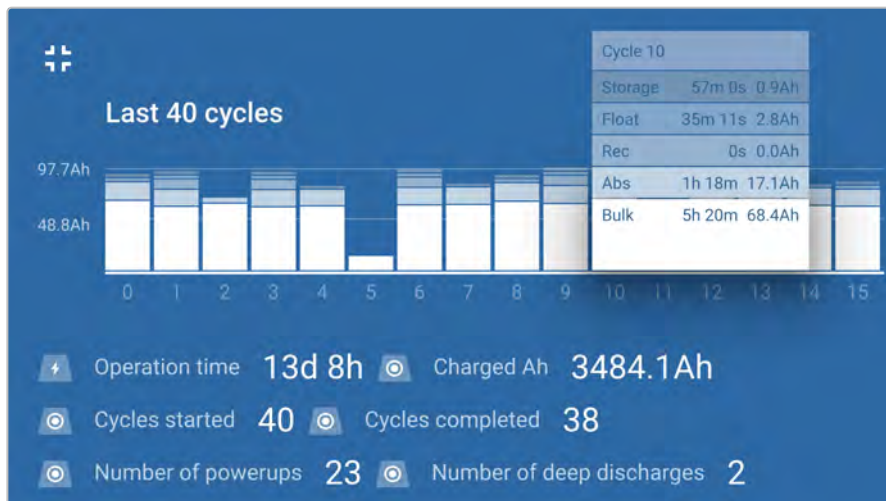 Cycle 10
Storage 57m 0s 0.9Ah
Last 40 cycles
Float 35m 11s 2.8Ah
Rec 0s 0.0Ah
97.7Ah
Abs 1h 18m 17.1Ah
Bulk 5h 20m 68.4Ah
48.8Ah
0 1 2 3 4 5 6 7 8 9 10 11 12 13 14 15
Operation time 13d 8h Charged Ah 3484.1Ah
Cycles started 40 Cycles completed 38
Number of powerups 23 Number of deep discharges 2